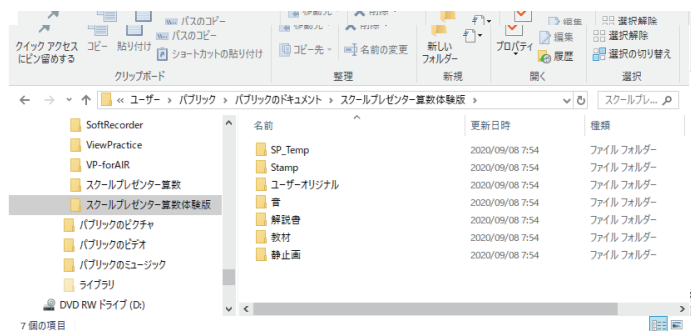 パスのコピー
パスのコピー
クイック アクセス
にピン留めする
コピー
貼り付け
ショートカットの貼り付け
移動先
削除
コピー先
名前の変更
新しい
フォルダー
プロパティ
編集
編集
履歴
選択解除
選択解除
選択の切り替え
クリップボード
整理
新規
開く
選択
« ユーザー › パブリック › パブリックのドキュメント › スクールプレゼンター算数体験版 ›
スクールプレ...
SoftRecorder
ViewPractice
VP-forAIR
スクールプレゼンター算数
スクールプレゼンター算数体験版
パブリックのピクチャ
パブリックのビデオ
パブリックのミュージック
ライブラリ
DVD RW ドライブ (D:)
名前 更新日時 種類
SP_Temp 2020/09/08 7:54 ファイル フォルダー
Stamp 2020/09/08 7:54 ファイル フォルダー
ユーザーオリジナル 2020/09/08 7:54 ファイル フォルダー
音 2020/09/08 7:54 ファイル フォルダー
解説書 2020/09/08 7:54 ファイル フォルダー
教材 2020/09/08 7:54 ファイル フォルダー
静止画 2020/09/08 7:54 ファイル フォルダー
7 個の項目